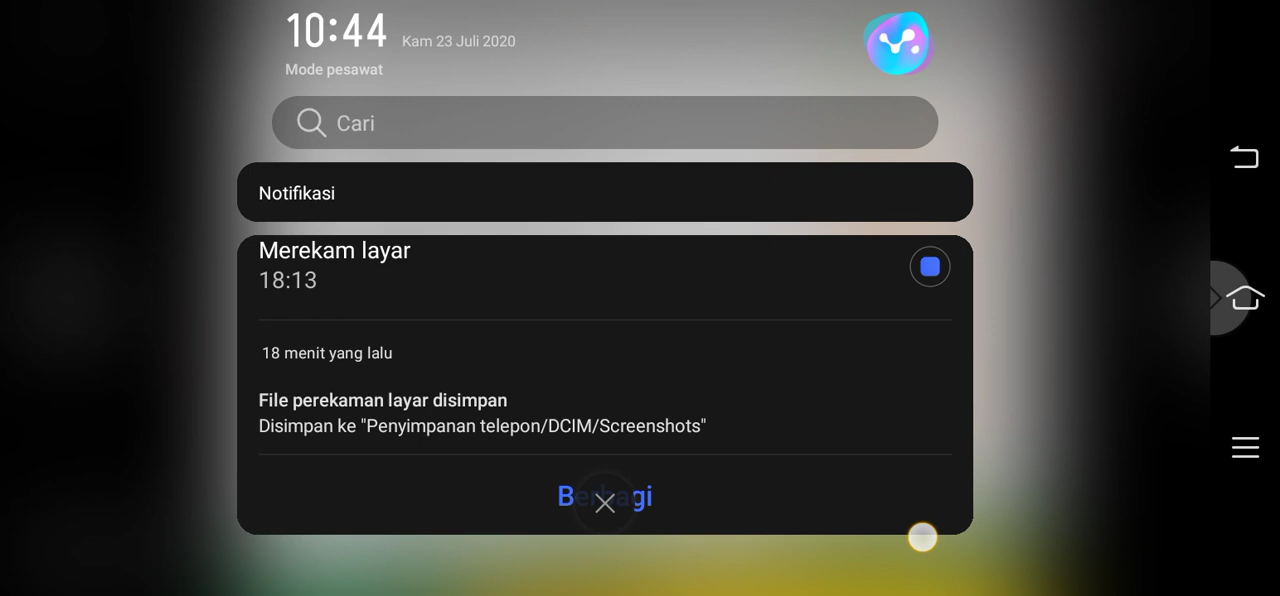 10:44 Kam 23 Juli 2020
Mode pesawat
Cari
Notifikasi
Merekam layar
18:13
18 menit yang lalu
File perekaman layar disimpan
Disimpan ke "Penyimpanan telepon/DCIM/Screenshots"
Berbagi